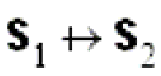 S₁ ↦ S₂